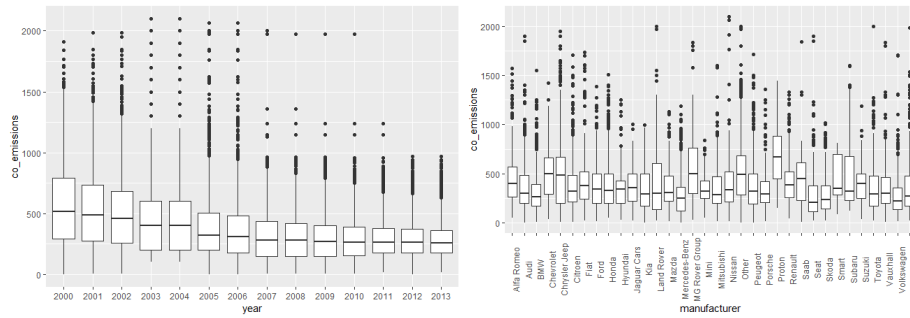 co_emissions
2000
1500
1000
500
0
2000 2001 2002 2003 2004 2005 2006 2007 2008 2009 2010 2011 2012 2013
year
co_emissions
2000
1500
1000
500
0
Alfa Romeo
Audi
BMW
Chevrolet
Chrysler Jeep
Citroen
Fiat
Ford
Honda
Hyundai
Jaguar Cars
Kia
Land Rover
Mazda
Mercedes-Benz
MG Rover Group
Mini
Mitsubishi
Nissan
Other
Peugeot
Porsche
Proton
Renault
Saab
Seat
Skoda
Smart
Subaru
Suzuki
Toyota
Vauxhall
Volkswagen
manufacturer